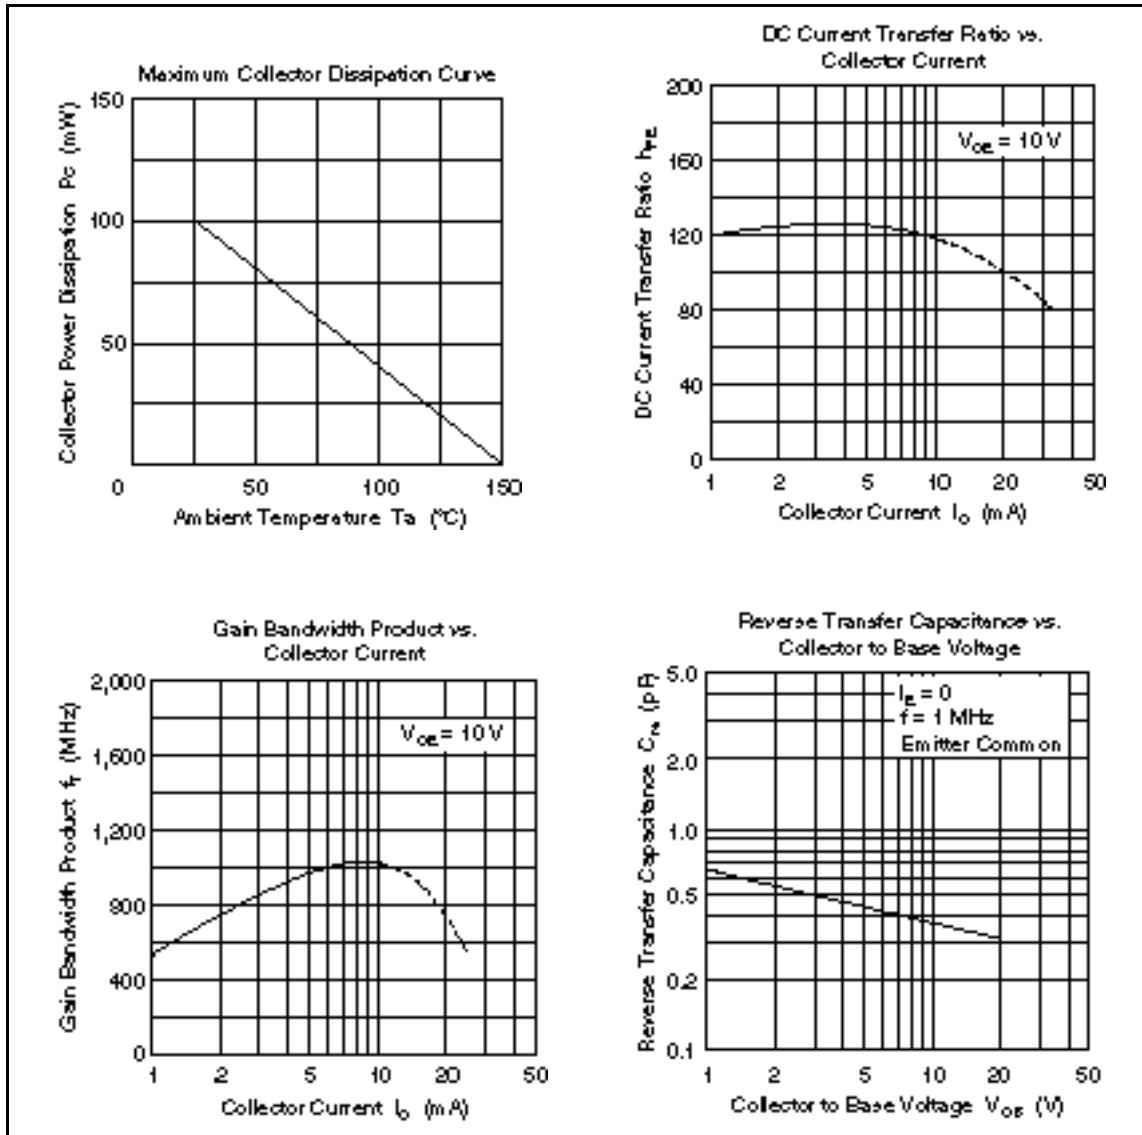 Maximum Collector Dissipation Curve
Collector Power Dissipation Pc (mW)
150
100
50
0
50
100
150
Ambient Temperature Ta (°C)
DC Current Transfer Ratio vs.
Collector Current
DC Current Transfer Ratio hFE
200
160
120
80
40
0
VCE = 10 V
1
2
5
10
20
50
Collector Current IC (mA)
Gain Bandwidth Product vs.
Collector Current
Gain Bandwidth Product fT (MHz)
2,000
1,600
1,200
800
400
0
VCE = 10 V
1
2
5
10
20
50
Collector Current IC (mA)
Reverse Transfer Capacitance vs.
Collector to Base Voltage
Reverse Transfer Capacitance Cre (pF)
5.0
2.0
1.0
0.5
0.2
0.1
IE = 0
f = 1 MHz
Emitter Common
1
2
5
10
20
50
Collector to Base Voltage VCB (V)